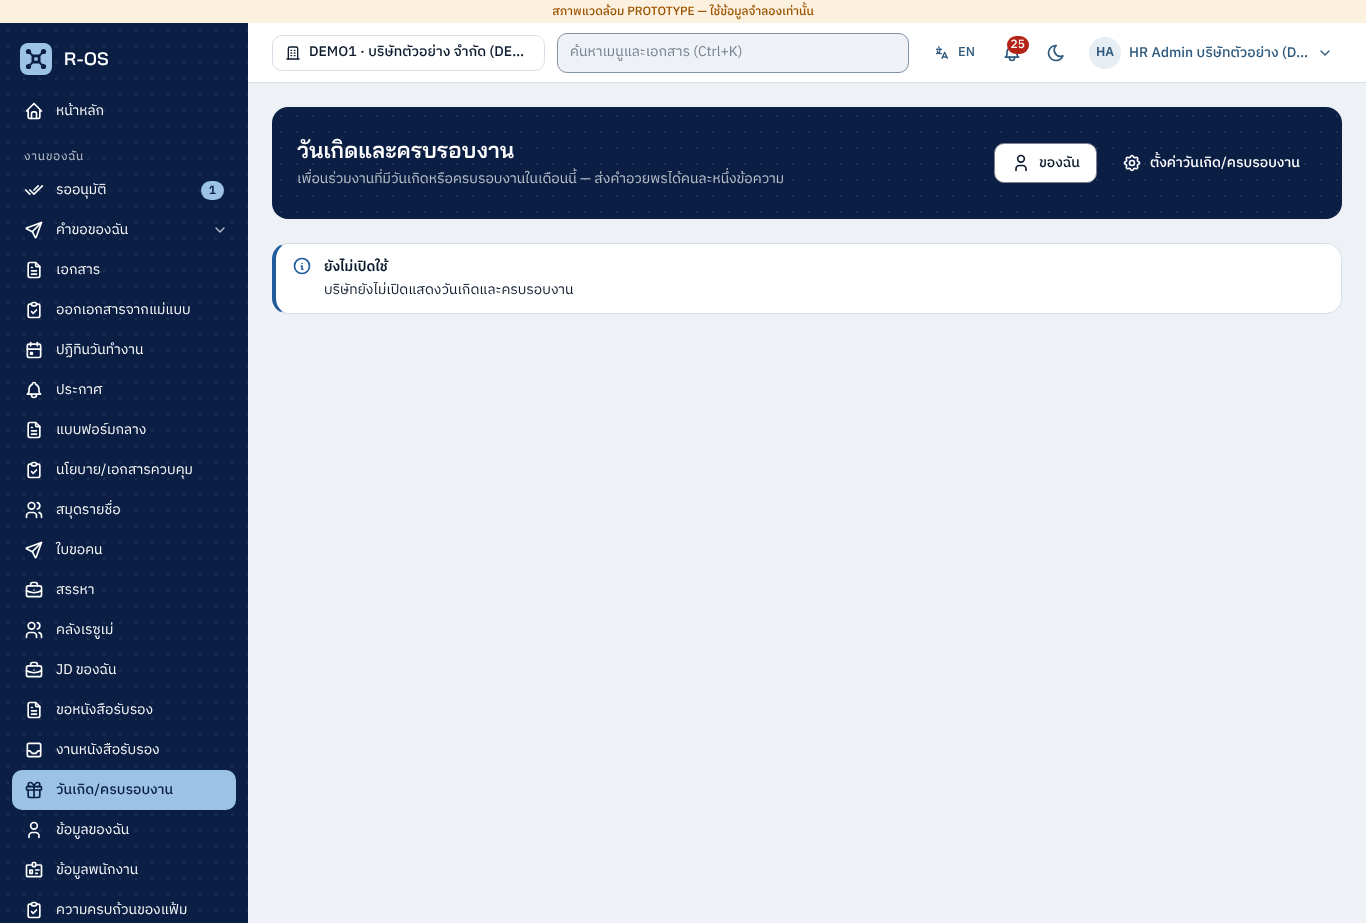 สภาพแวดล้อม PROTOTYPE — ใช้ข้อมูลจำลองเท่านั้น
R-OS
DEMO1 · บริษัทตัวอย่าง จำกัด (DE...
ค้นหาเมนูและเอกสาร (Ctrl+K)
EN
25
HA
HR Admin บริษัทตัวอย่าง (D...
หน้าหลัก
งานของฉัน
รออนุมัติ
1
คำขอของฉัน
เอกสาร
ออกเอกสารจากแม่แบบ
ปฏิทินวันทำงาน
ประกาศ
แบบฟอร์มกลาง
นโยบาย/เอกสารควบคุม
สมุดรายชื่อ
ใบขอคน
สรรหา
คลังเรซูเม่
JD ของฉัน
ขอหนังสือรับรอง
งานหนังสือรับรอง
วันเกิด/ครบรอบงาน
ข้อมูลของฉัน
ข้อมูลพนักงาน
ความครบถ้วนของแฟ้ม
วันเกิดและครบรอบงาน
เพื่อนร่วมงานที่มีวันเกิดหรือครบรอบงานในเดือนนี้ — ส่งคำอวยพรได้คนละหนึ่งข้อความ
ของฉัน
ตั้งค่าวันเกิด/ครบรอบงาน
ยังไม่เปิดใช้
บริษัทยังไม่เปิดแสดงวันเกิดและครบรอบงาน